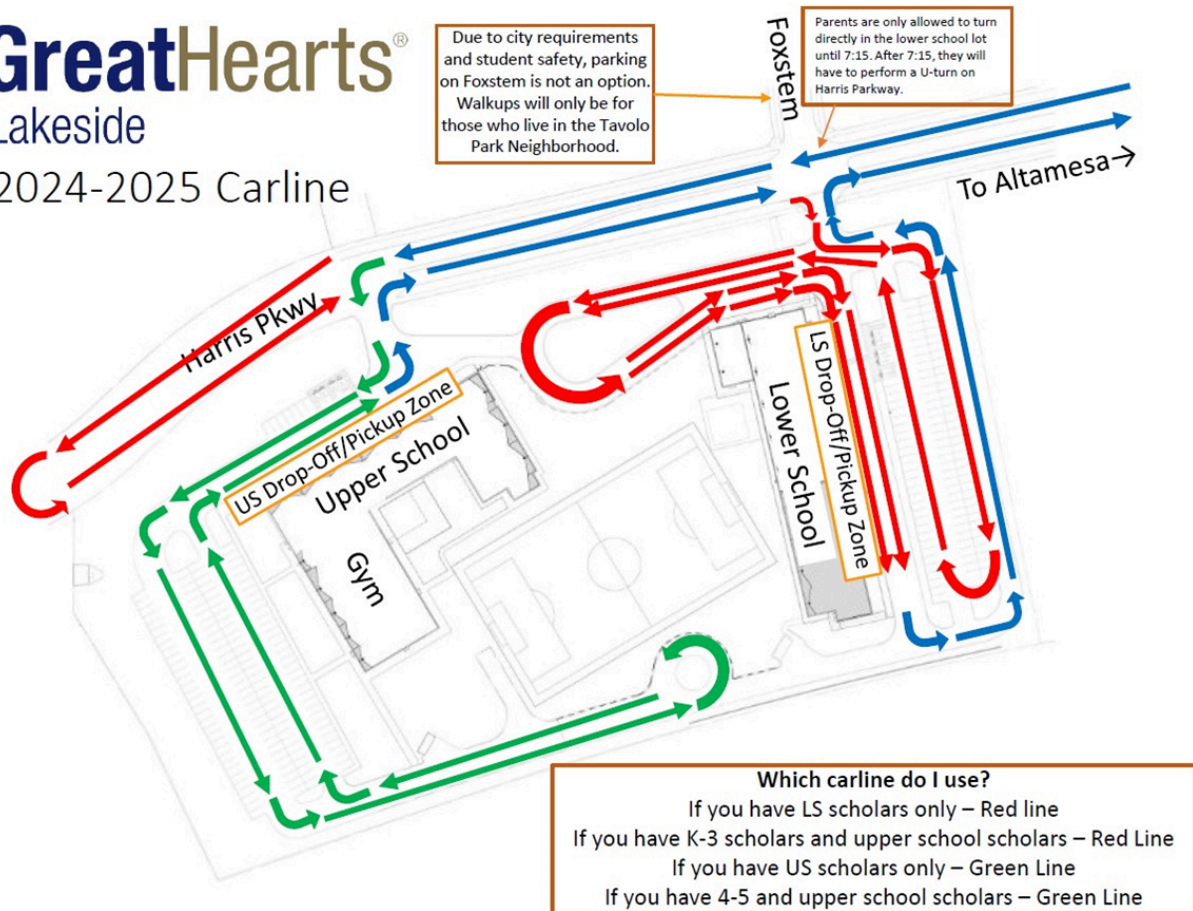 GreatHearts®
Lakeside
2024-2025 Carline
Due to city requirements
and student safety, parking
on Foxstem is not an option.
Walkups will only be for
those who live in the Tavolo
Park Neighborhood.
Foxstem
Parents are only allowed to turn
directly in the lower school lot
until 7:15. After 7:15, they will
have to perform a U-turn on
Harris Parkway.
To Altamesa→
Harris Pkwy
US Drop-Off/Pickup Zone
Upper School
Gym
LS Drop-Off/Pickup Zone
Lower School
Which carline do I use?
If you have LS scholars only – Red line
If you have K-3 scholars and upper school scholars – Red Line
If you have US scholars only – Green Line
If you have 4-5 and upper school scholars – Green Line